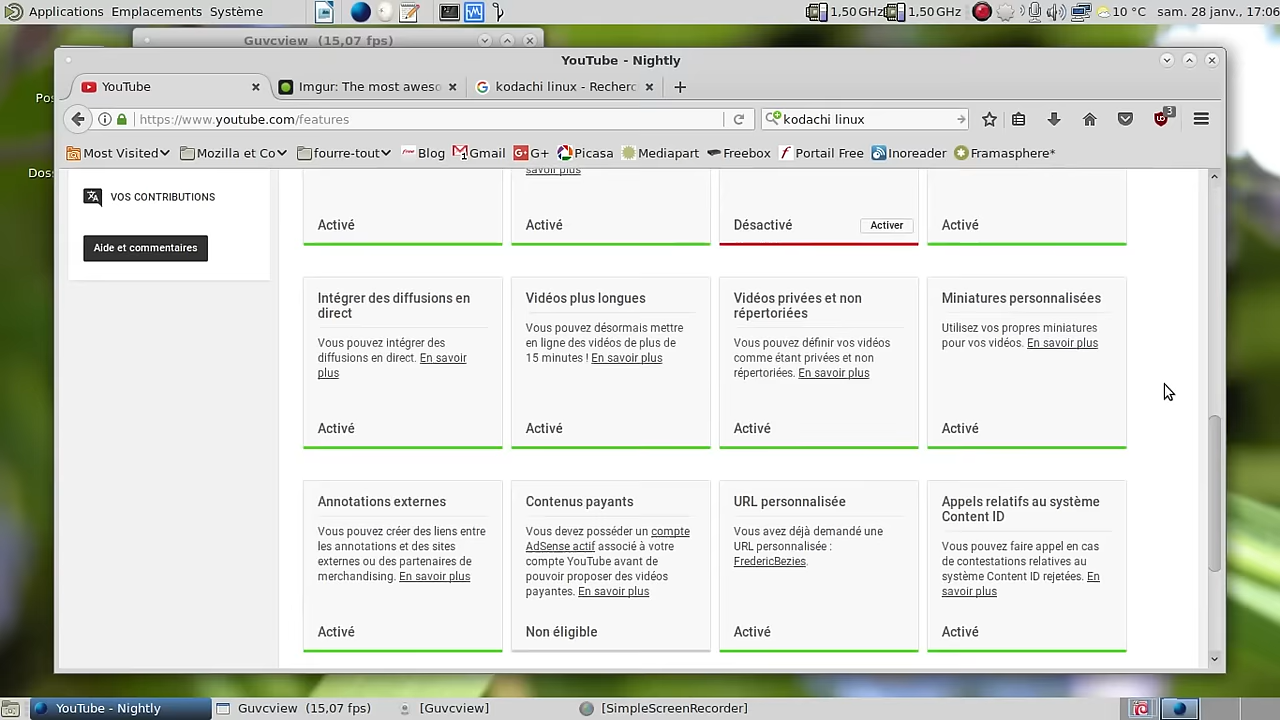 Applications Emplacements Système
1,50 GHz 1,50 GHz
10 °C sam. 28 janv., 17:06
Guvcview (15,07 fps)
YouTube - Nightly
YouTube
Imgur: The most aweso
kodachi linux - Recherc
https://www.youtube.com/features
kodachi linux
3
Most Visited
Mozilla et Co
fourre-tout
Blog
Gmail
G+
Picasa
Mediapart
Freebox
Portail Free
Inoreader
Framasphere*
Pos
Doss
VOS CONTRIBUTIONS
Aide et commentaires
savoir plus
Activé
Activé
Désactivé
Activer
Activé
Intégrer des diffusions en
direct
Vous pouvez intégrer des
diffusions en direct. En savoir
plus
Activé
Vidéos plus longues
Vous pouvez désormais mettre
en ligne des vidéos de plus de
15 minutes ! En savoir plus
Activé
Vidéos privées et non
répertoriées
Vous pouvez définir vos vidéos
comme étant privées et non
répertoriées. En savoir plus
Activé
Miniatures personnalisées
Utilisez vos propres miniatures
pour vos vidéos. En savoir plus
Activé
Annotations externes
Vous pouvez créer des liens entre
les annotations et des sites
externes ou des partenaires de
merchandising. En savoir plus
Activé
Contenus payants
Vous devez posséder un compte
AdSense actif associé à votre
compte YouTube avant de
pouvoir proposer des vidéos
payantes. En savoir plus
Non éligible
URL personnalisée
Vous avez déjà demandé une
URL personnalisée :
FredericBezies.
Activé
Appels relatifs au système
Content ID
Vous pouvez faire appel en cas
de contestations relatives au
système Content ID rejetées. En
savoir plus
Activé
YouTube - Nightly
Guvcview (15,07 fps)
[Guvcview]
[SimpleScreenRecorder]